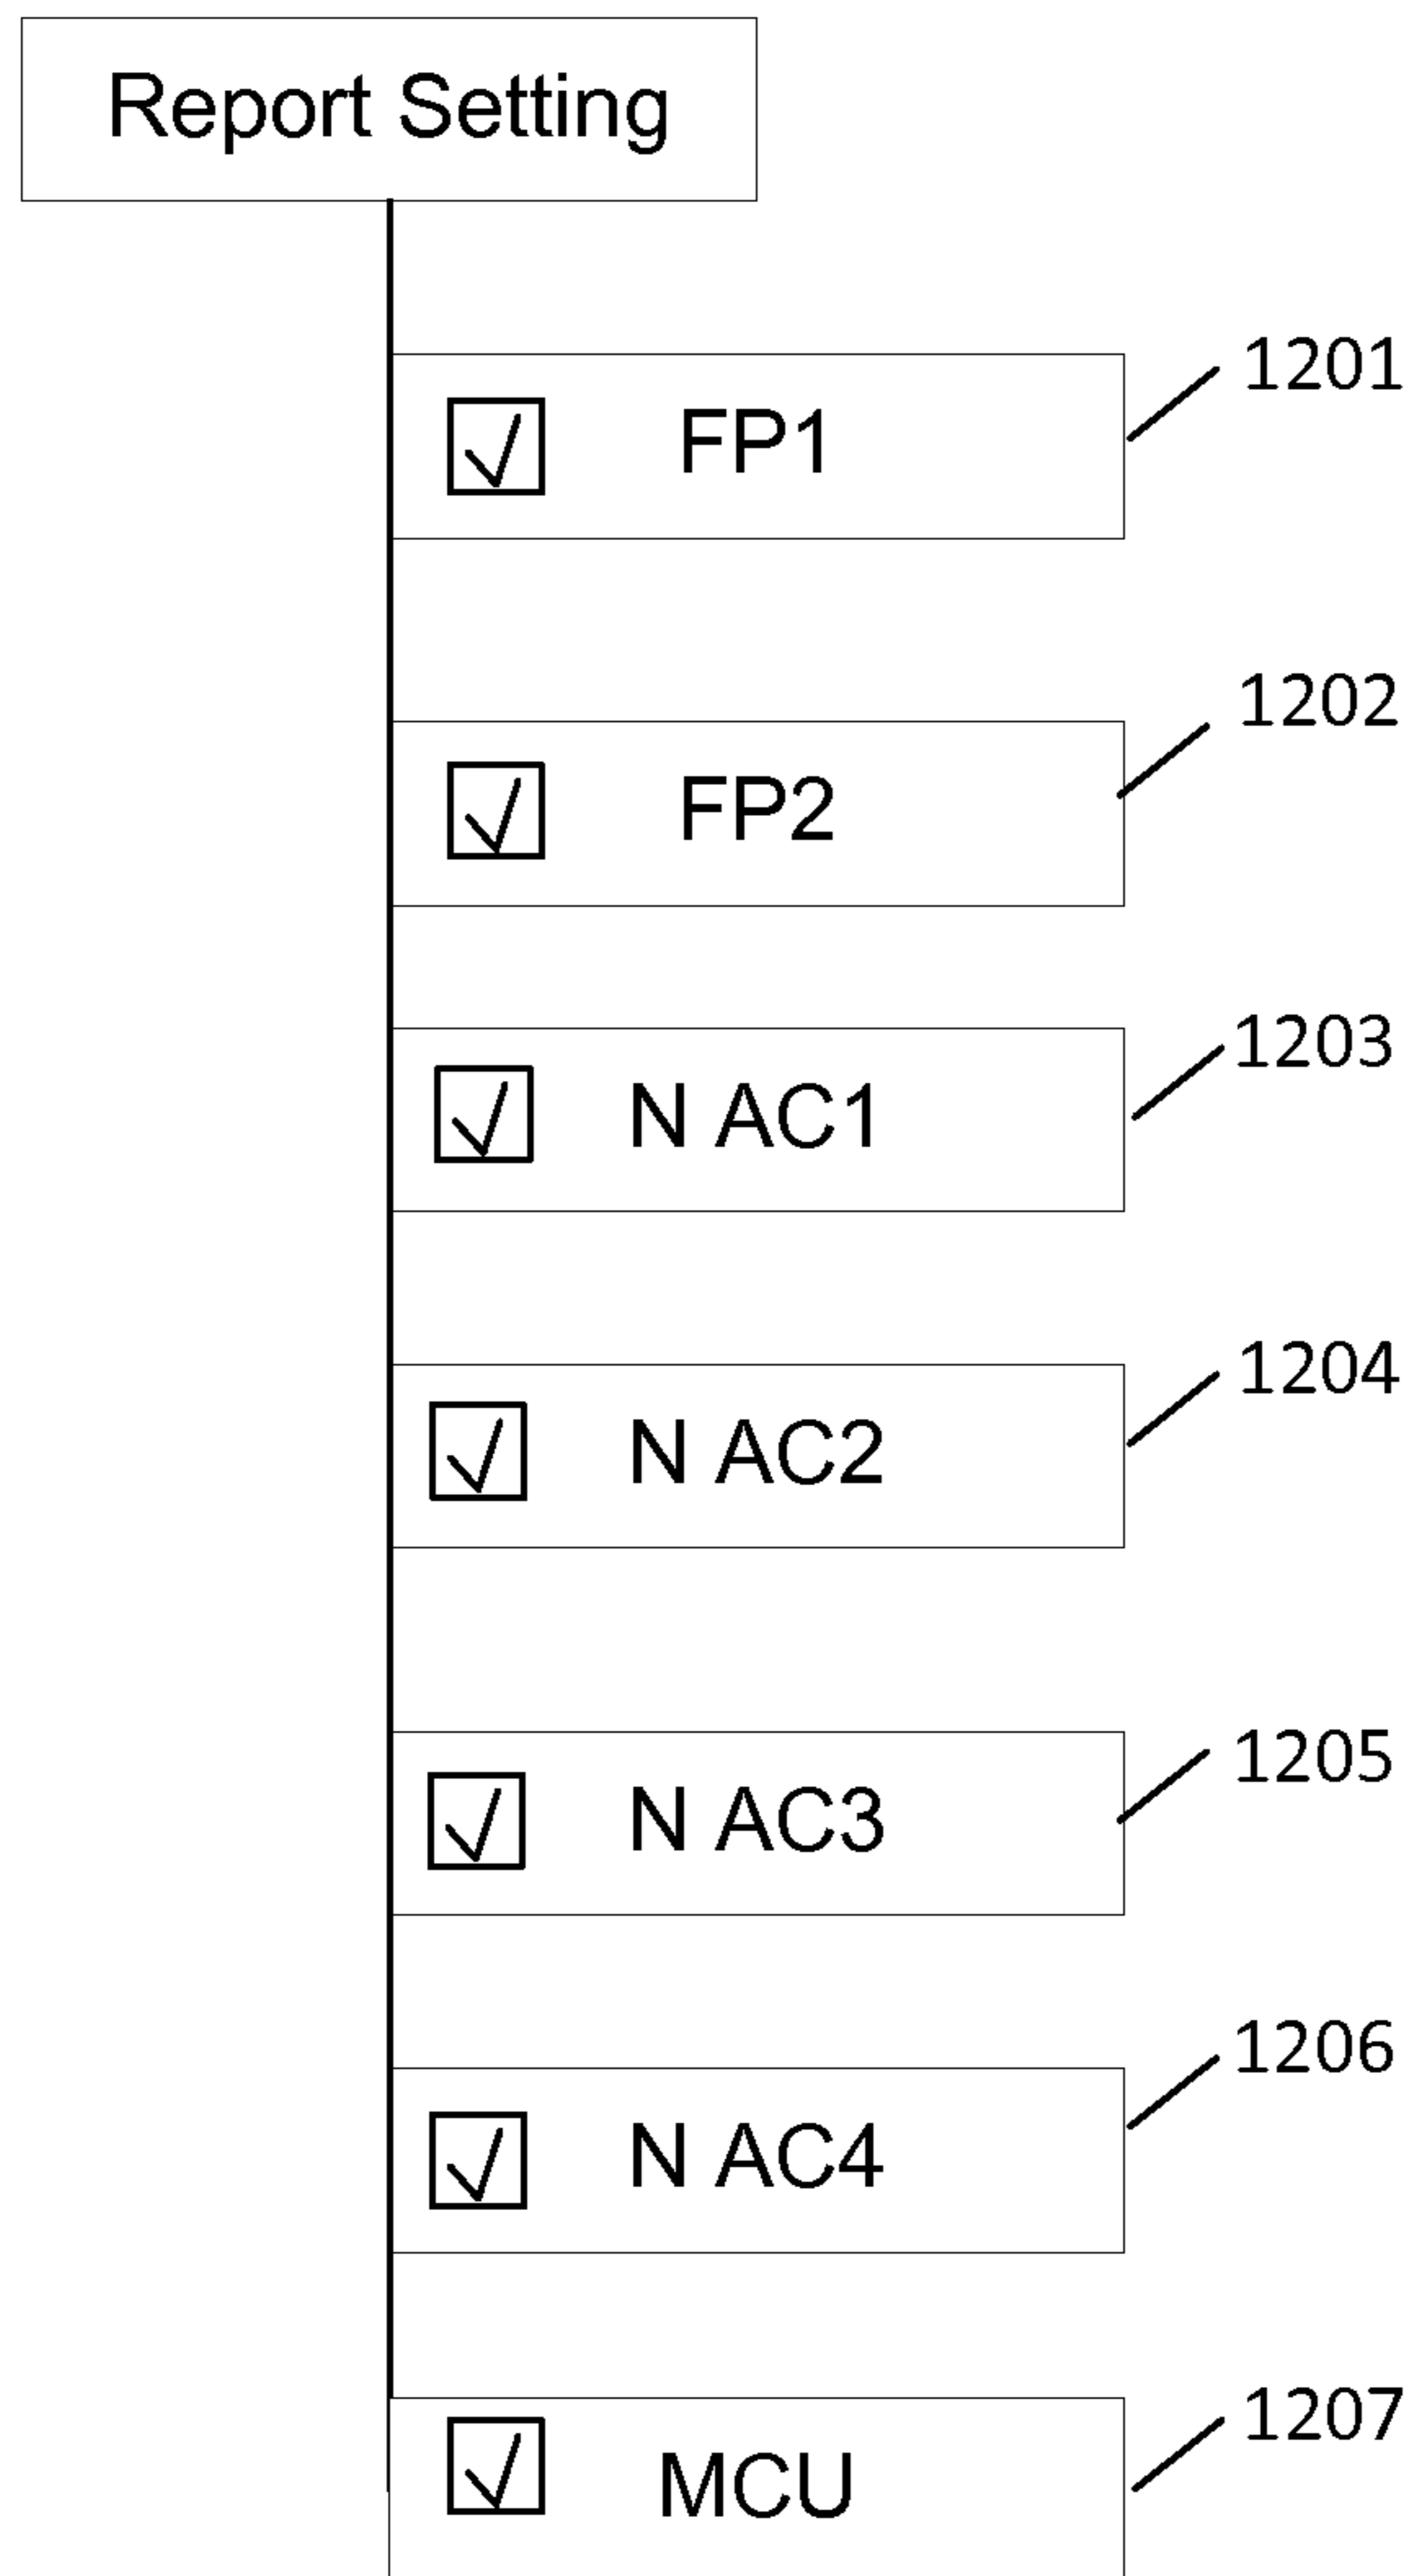 Report Setting
FP1 1201
FP2 1202
N AC1 1203
N AC2 1204
N AC3 1205
N AC4 1206
MCU 1207